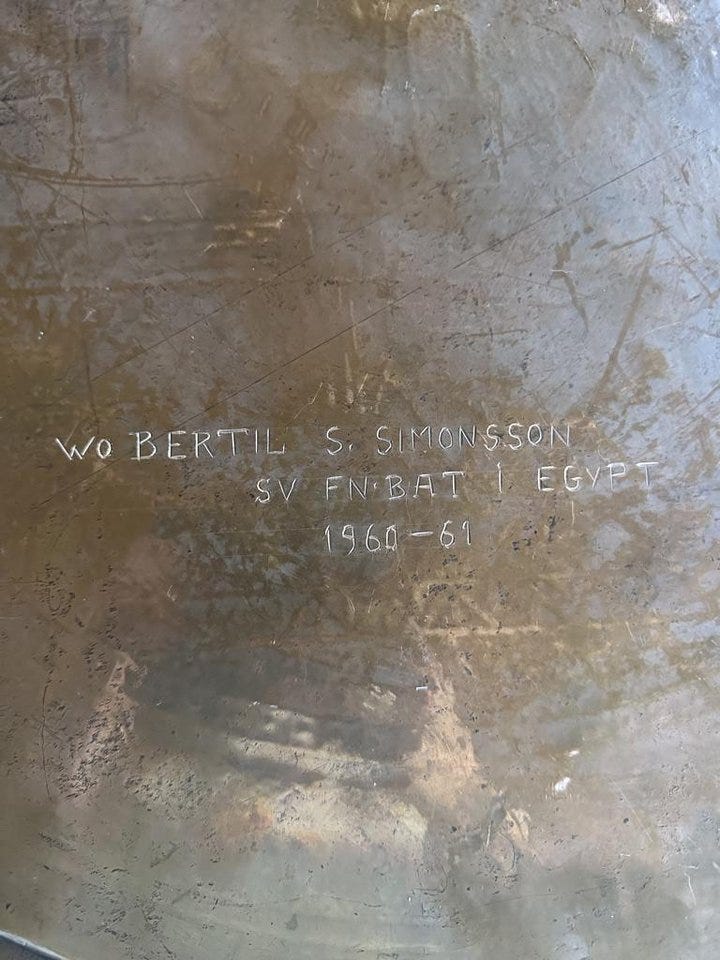 WO BERTIL S. SIMONSSON
SV FN·BAT I EGYPT
1960-61